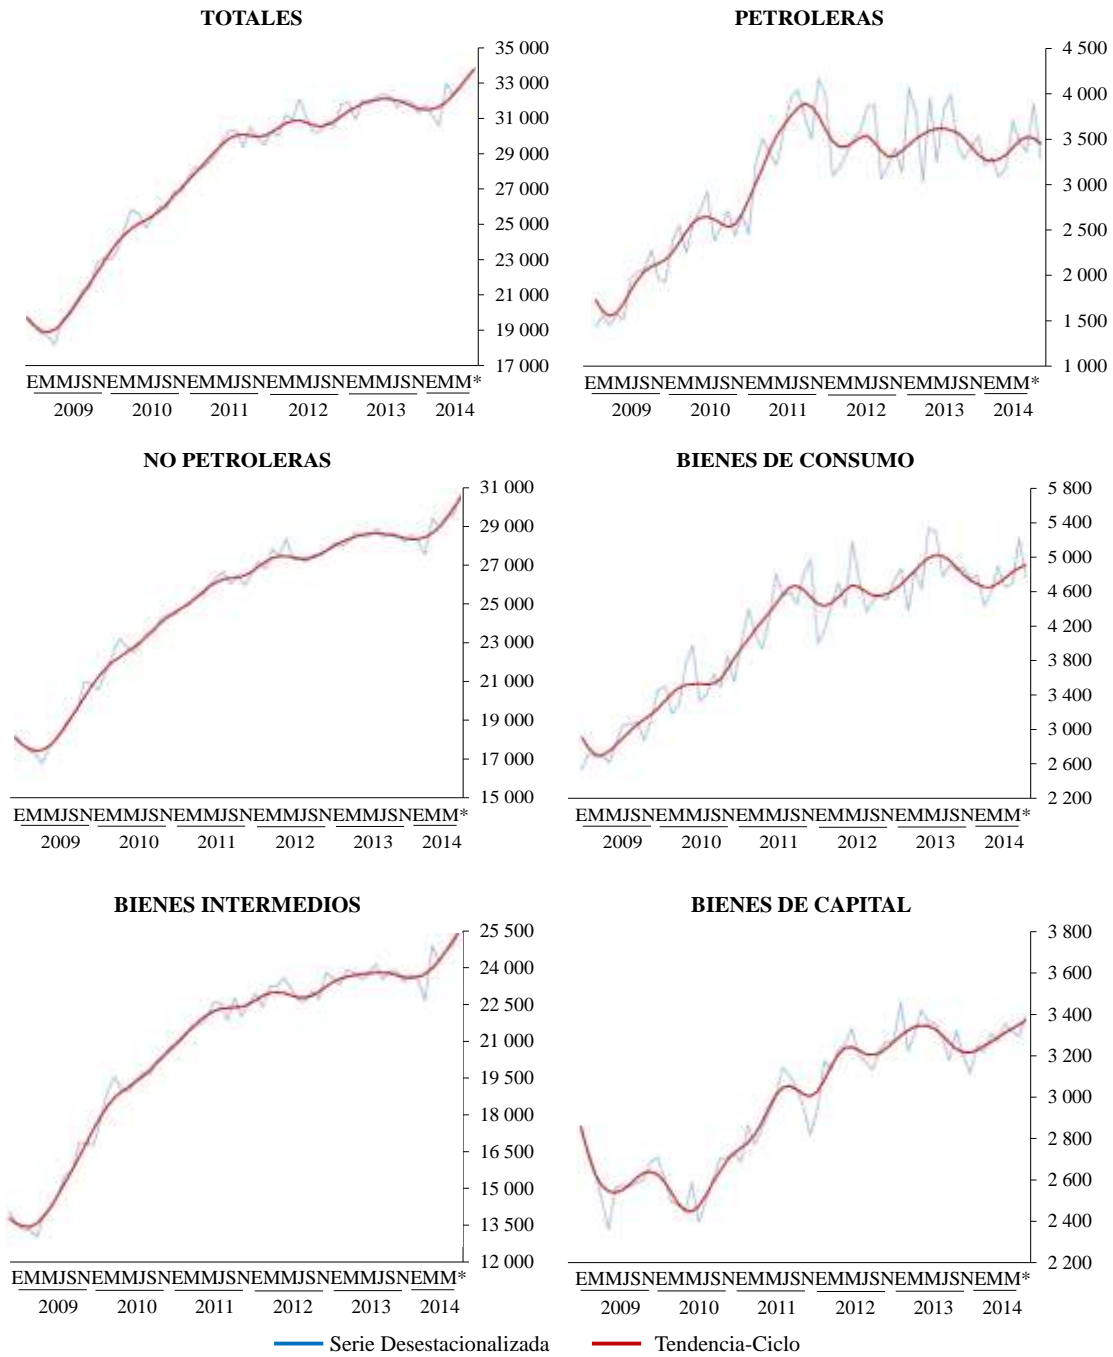 TOTALES
35 000
33 000
31 000
29 000
27 000
25 000
23 000
21 000
19 000
17 000
EMMJSNEMMJSNEMMJSNEMMJSNEMMJSNEMM*
2009 2010 2011 2012 2013 2014
PETROLERAS
4 500
4 000
3 500
3 000
2 500
2 000
1 500
1 000
EMMJSNEMMJSNEMMJSNEMMJSNEMMJSNEMM*
2009 2010 2011 2012 2013 2014
NO PETROLERAS
31 000
29 000
27 000
25 000
23 000
21 000
19 000
17 000
15 000
EMMJSNEMMJSNEMMJSNEMMJSNEMMJSNEMM*
2009 2010 2011 2012 2013 2014
BIENES DE CONSUMO
5 800
5 400
5 000
4 600
4 200
3 800
3 400
3 000
2 600
2 200
EMMJSNEMMJSNEMMJSNEMMJSNEMMJSNEMM*
2009 2010 2011 2012 2013 2014
BIENES INTERMEDIOS
25 500
24 000
22 500
21 000
19 500
18 000
16 500
15 000
13 500
12 000
EMMJSNEMMJSNEMMJSNEMMJSNEMMJSNEMM*
2009 2010 2011 2012 2013 2014
BIENES DE CAPITAL
3 800
3 600
3 400
3 200
3 000
2 800
2 600
2 400
2 200
EMMJSNEMMJSNEMMJSNEMMJSNEMMJSNEMM*
2009 2010 2011 2012 2013 2014
Serie Desestacionalizada Tendencia-Ciclo